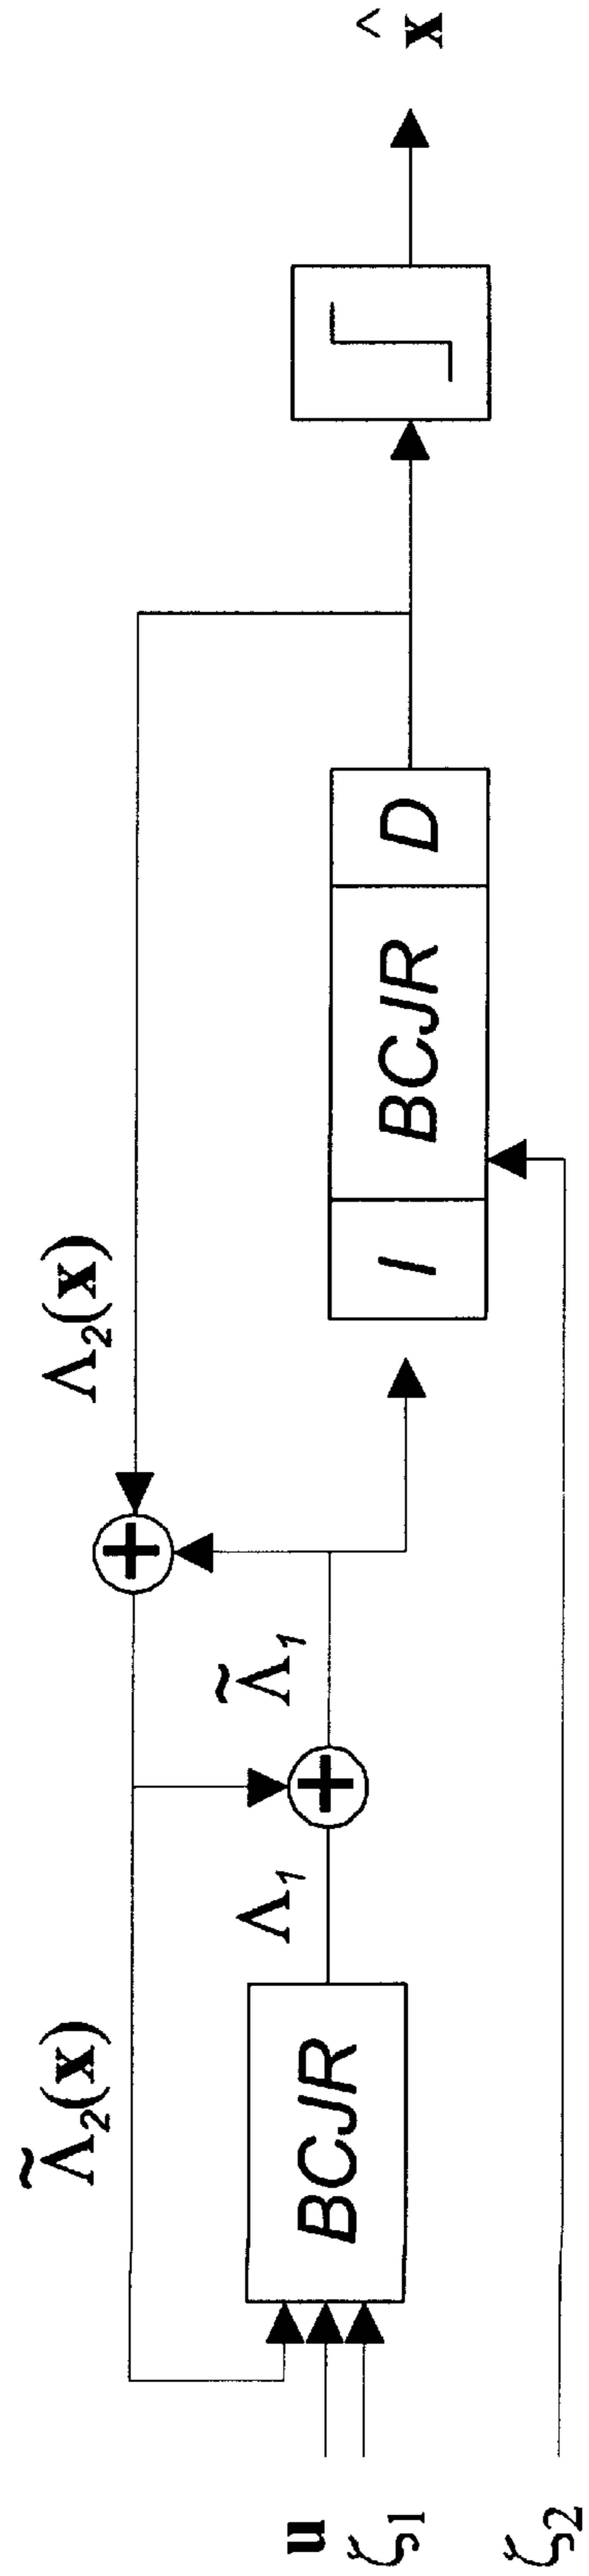 Λ̃₂(x)
Λ₂(x)
u
ζ₁
BCJR
Λ₁
+
Λ̃₁
+
I
BCJR
D
x̂
ζ₂